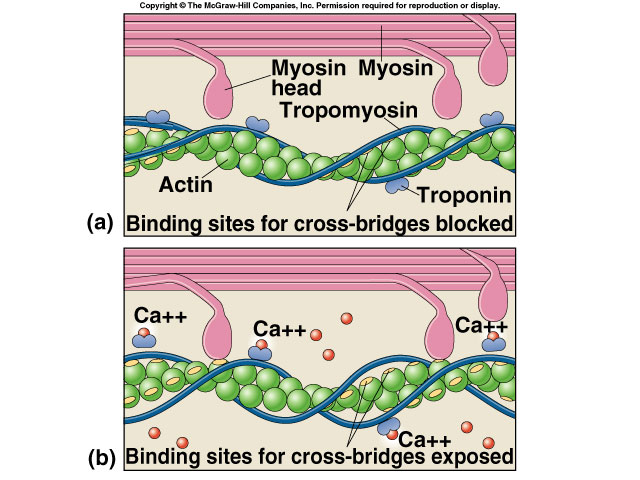 Copyright © The McGraw-Hill Companies, Inc. Permission required for reproduction or display.
Myosin head
Myosin
Tropomyosin
Actin
Troponin
(a) Binding sites for cross-bridges blocked
Ca++
Ca++
Ca++
Ca++
(b) Binding sites for cross-bridges exposed